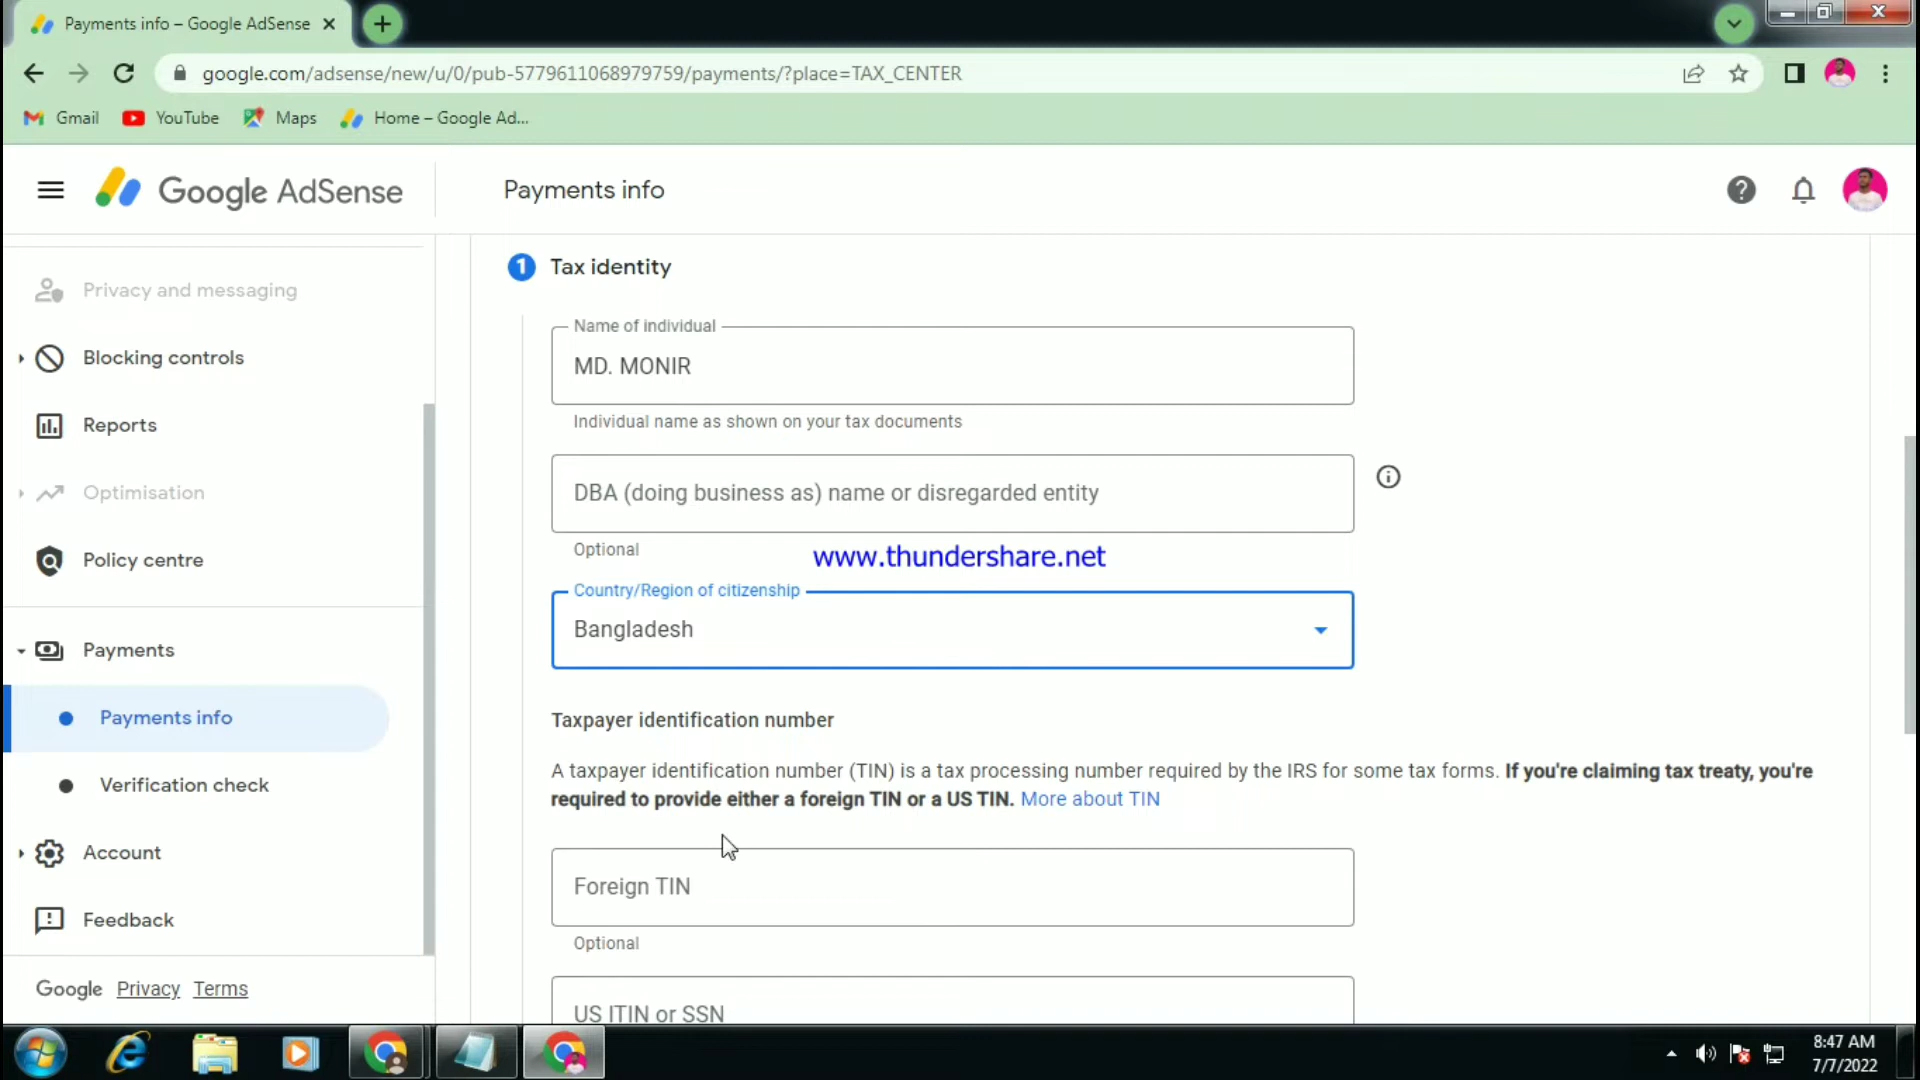 Payments info – Google AdSense
google.com/adsense/new/u/0/pub-5779611068979759/payments/?place=TAX_CENTER
Gmail YouTube Maps Home – Google Ad...
Google AdSense
Payments info
Privacy and messaging
Blocking controls
Reports
Optimisation
Policy centre
Payments
Payments info
Verification check
Account
Feedback
Google Privacy Terms
1 Tax identity
Name of individual
MD. MONIR
Individual name as shown on your tax documents
DBA (doing business as) name or disregarded entity
Optional
www.thundershare.net
Country/Region of citizenship
Bangladesh
Taxpayer identification number
A taxpayer identification number (TIN) is a tax processing number required by the IRS for some tax forms. If you're claiming tax treaty, you're
required to provide either a foreign TIN or a US TIN. More about TIN
Foreign TIN
Optional
US ITIN or SSN
8:47 AM
7/7/2022